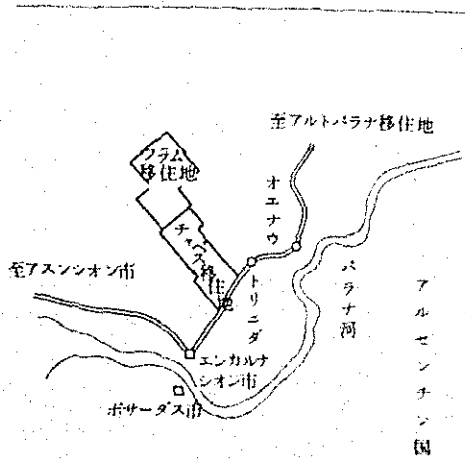 至アルトパラナ移住地
フラム
移住地
オエナウ
チャベス移住地
至アスンシオン市
トリニダ
パラナ河
アルゼンチン国
エンカルナ
シオン市
ポサーダス市